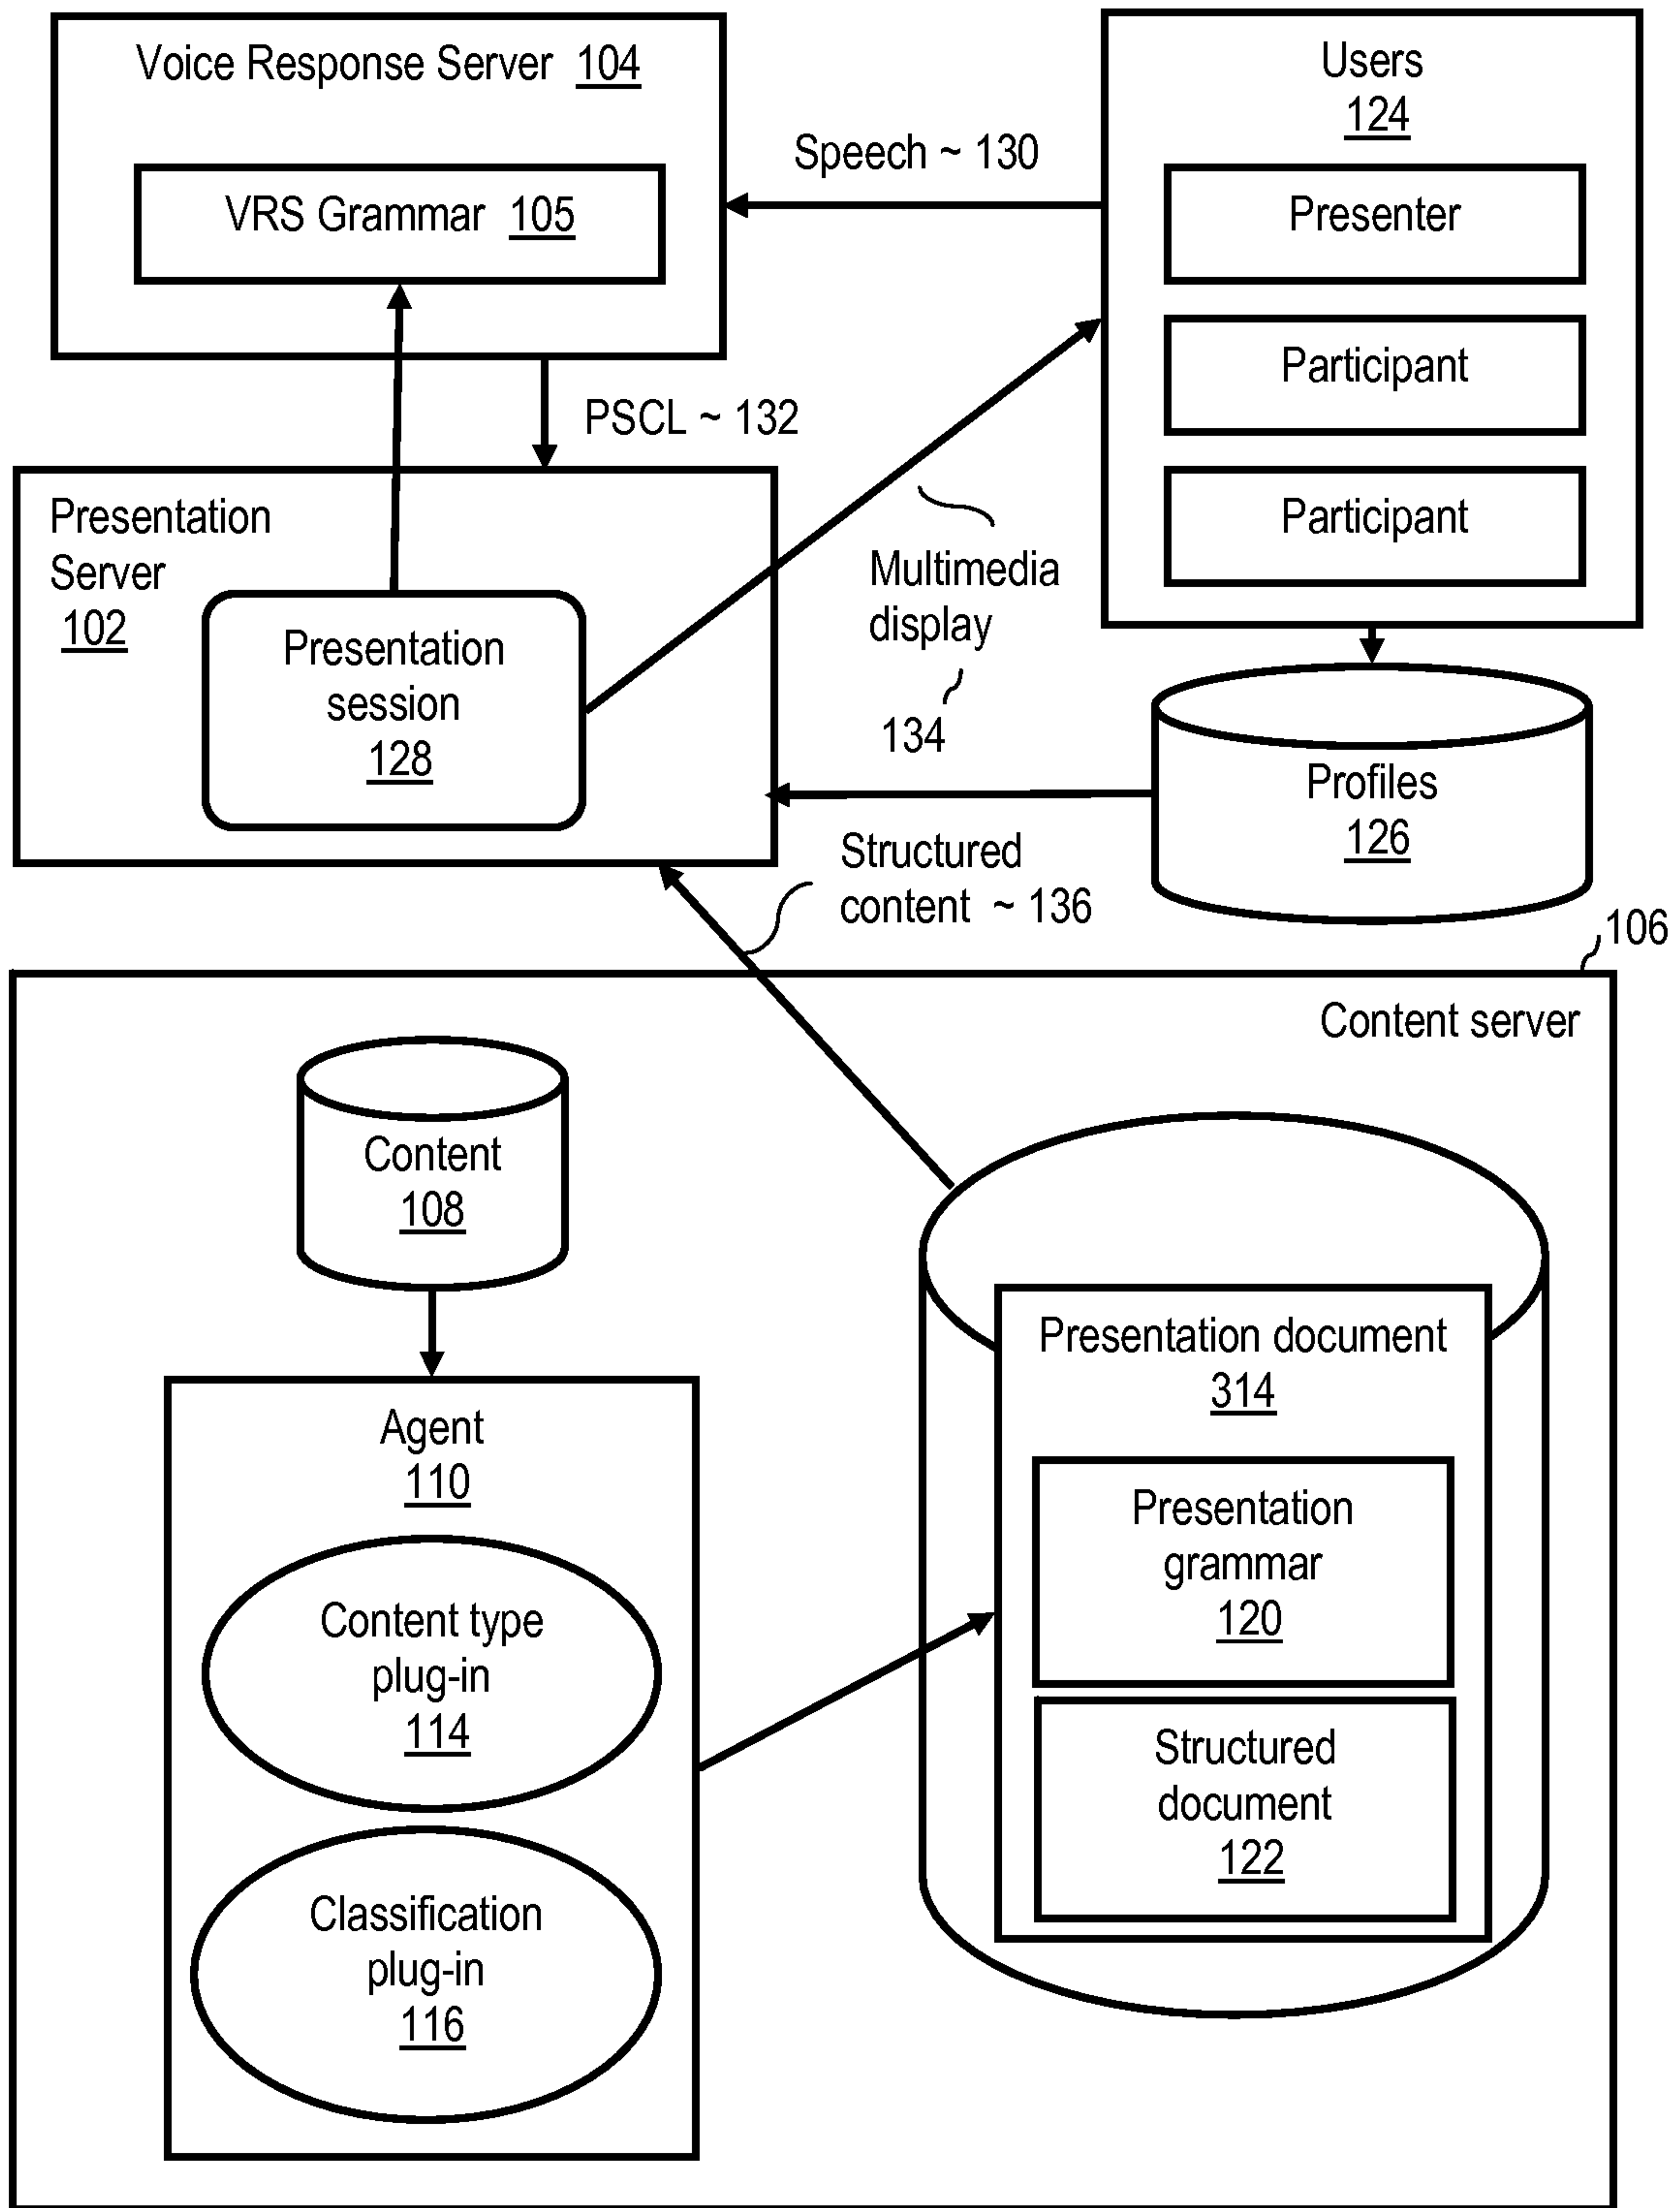 Voice Response Server 104
VRS Grammar 105
Speech ~ 130
Users
124
Presenter
Participant
Participant
PSCL ~ 132
Presentation
Server
102
Presentation
session
128
Multimedia
display
134
Profiles
126
Structured
content ~ 136
106
Content server
Content
108
Agent
110
Content type
plug-in
114
Classification
plug-in
116
Presentation document
314
Presentation
grammar
120
Structured
document
122